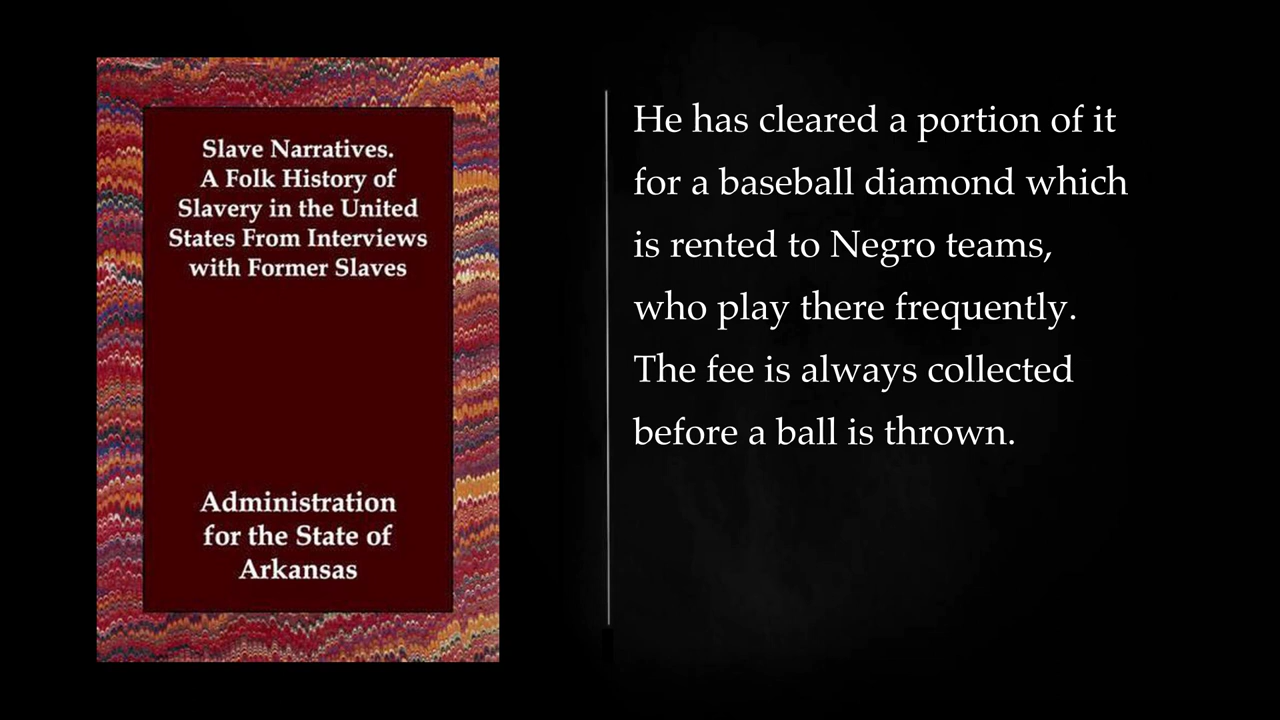 Slave Narratives.
A Folk History of
Slavery in the United
States From Interviews
with Former Slaves
Administration
for the State of
Arkansas
He has cleared a portion of it
for a baseball diamond which
is rented to Negro teams,
who play there frequently.
The fee is always collected
before a ball is thrown.